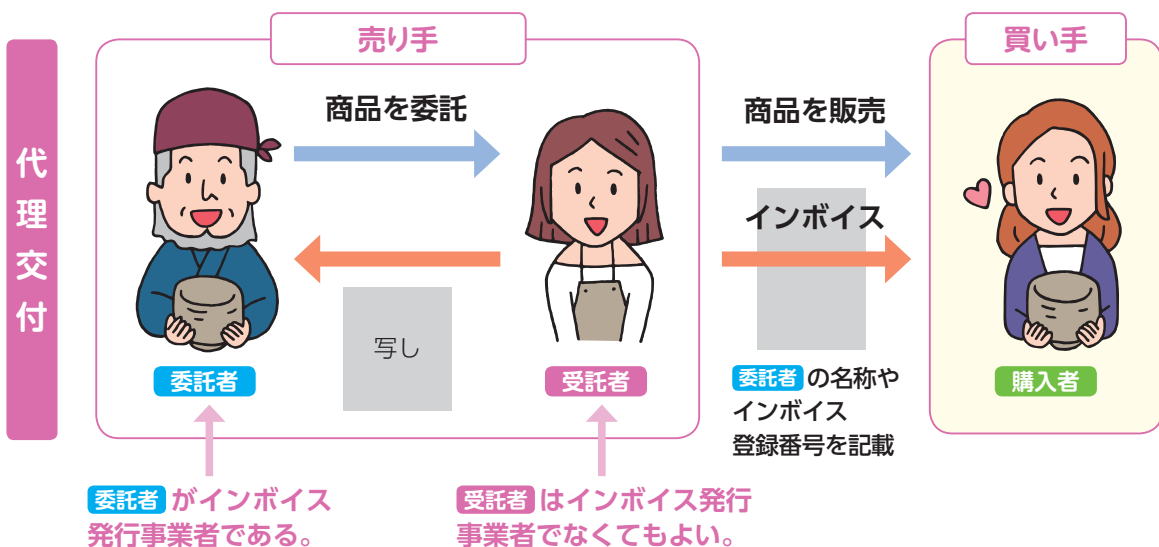 代理交付
売り手
買い手
商品を委託
商品を販売
インボイス
写し
委託者
受託者
購入者
委託者の名称や
インボイス
登録番号を記載
委託者がインボイス
発行事業者である。
受託者はインボイス発行
事業者でなくてもよい。